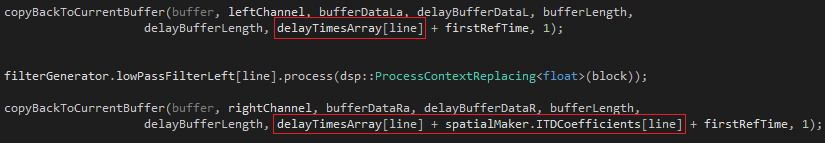 copyBackToCurrentBuffer(buffer, leftChannel, bufferDataLa, delayBufferDataL, bufferLength,
delayBufferLength, delayTimesArray[line] + firstRefTime, 1);
filterGenerator.lowPassFilterLeft[line].process(dsp::ProcessContextReplacing<float>(block));
copyBackToCurrentBuffer(buffer, rightChannel, bufferDataRa, delayBufferDataR, bufferLength,
delayBufferLength, delayTimesArray[line] + spatialMaker.ITDCoefficients[line] + firstRefTime, 1);